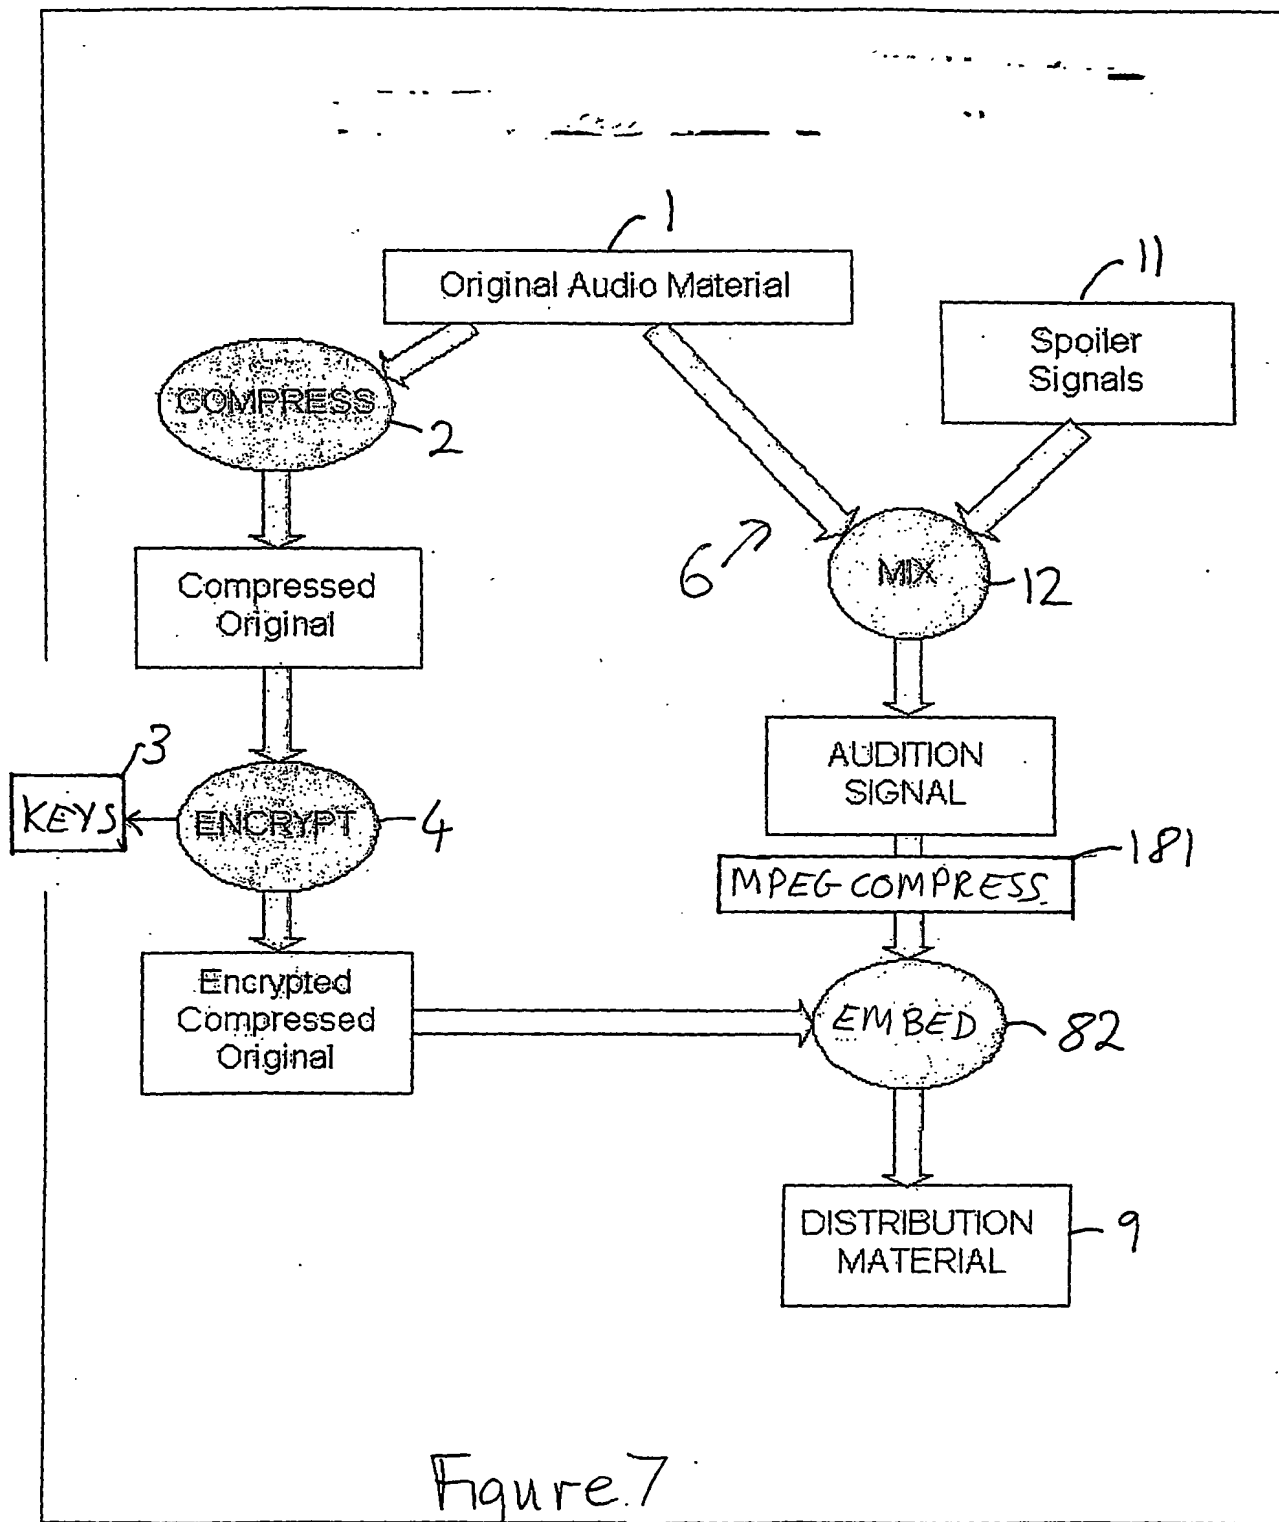 1
Original Audio Material
11
Spoiler
Signals
COMPRESS
2
6
MIX
12
Compressed
Original
3
KEYS
ENCRYPT
4
AUDITION
SIGNAL
181
MPEG COMPRESS.
Encrypted
Compressed
Original
EMBED
82
DISTRIBUTION
MATERIAL
9
Figure.7